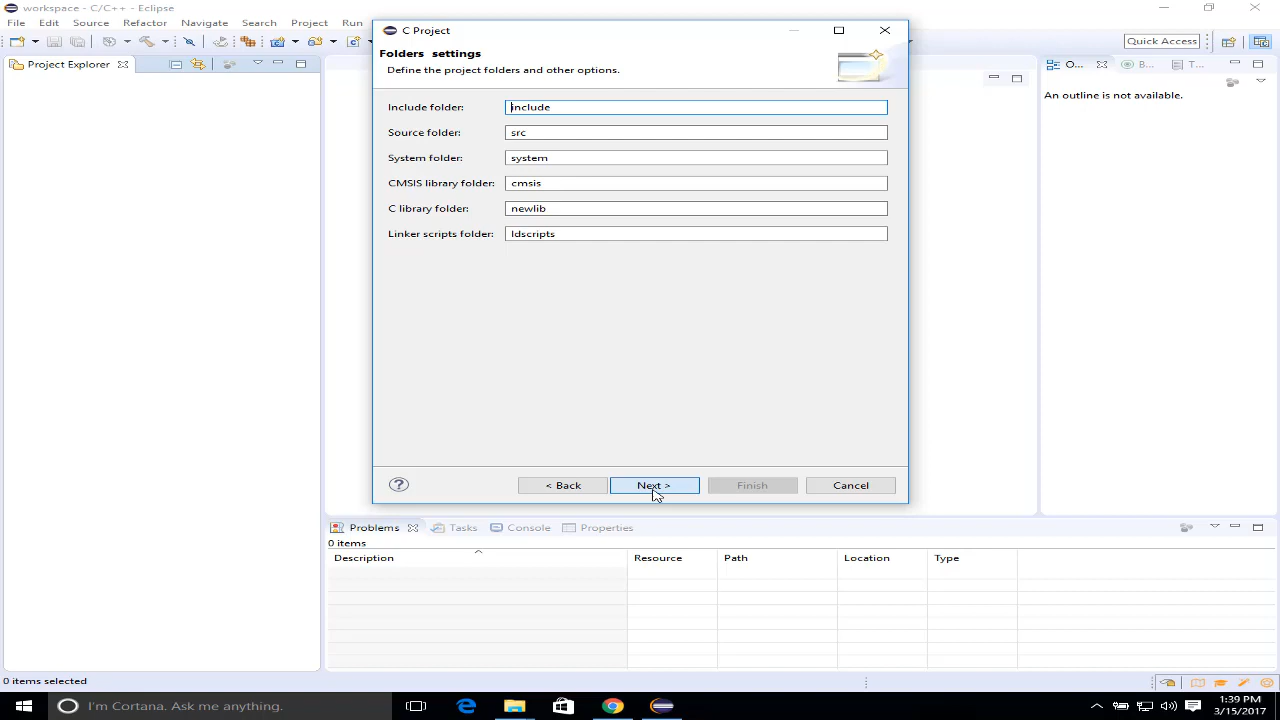 workspace - C/C++ - Eclipse
File Edit Source Refactor Navigate Search Project Run
Quick Access
Project Explorer
C Project
Folders settings
Define the project folders and other options.
Include folder: include
Source folder: src
System folder: system
CMSIS library folder: cmsis
C library folder: newlib
Linker scripts folder: ldscripts
< Back Next > Finish Cancel
O... B... T...
An outline is not available.
Problems Tasks Console Properties
0 items
Description Resource Path Location Type
0 items selected
I'm Cortana. Ask me anything.
1:39 PM
3/15/2017